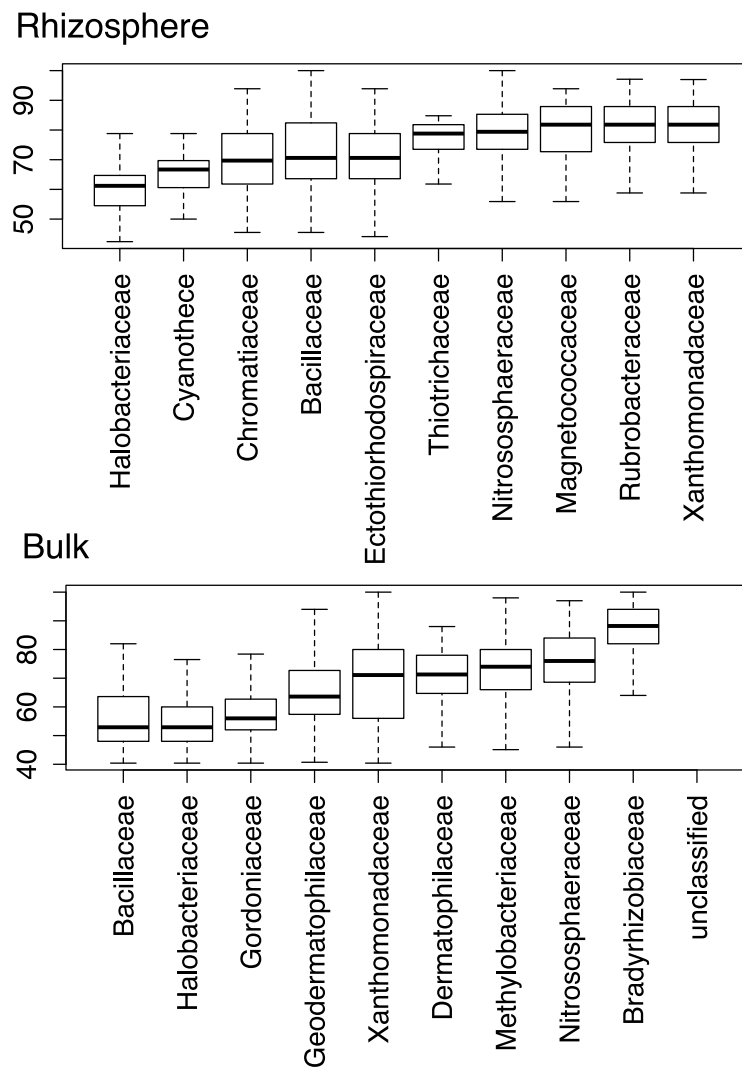 Rhizosphere
90
70
50
Halobacteriaceae
Cyanothece
Chromatiaceae
Bacillaceae
Ectothiorhodospiraceae
Thiotrichaceae
Nitrososphaeraceae
Magnetococcaceae
Rubrobacteraceae
Xanthomonadaceae
Bulk
80
60
40
Bacillaceae
Halobacteriaceae
Gordoniaceae
Geodermatophilaceae
Xanthomonadaceae
Dermatophilaceae
Methylobacteriaceae
Nitrososphaeraceae
Bradyrhizobiaceae
unclassified